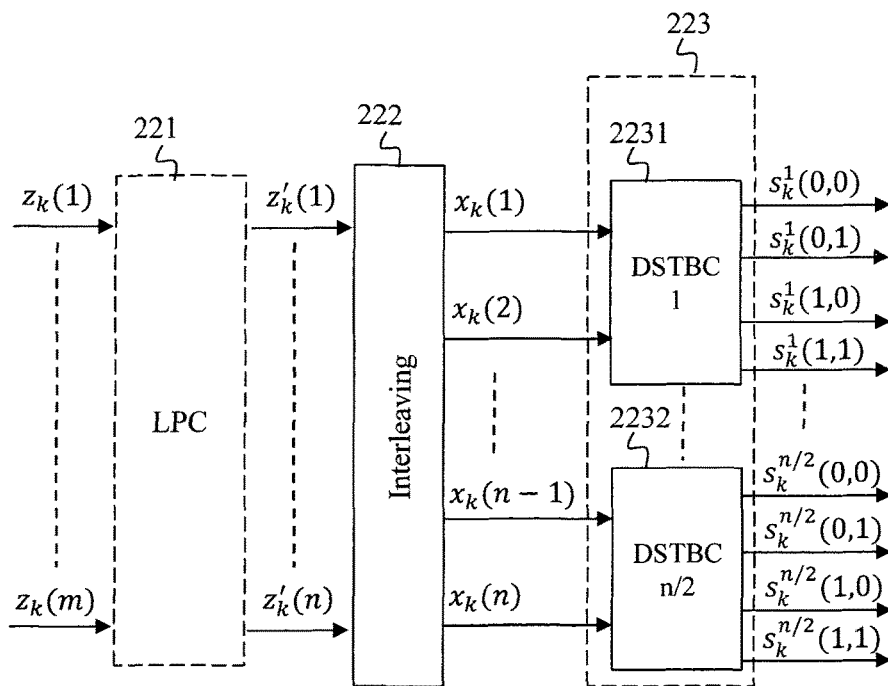 223
221
222
2231
z_k(1)
z'_k(1)
x_k(1)
s_k^1(0,0)
s_k^1(0,1)
DSTBC
1
s_k^1(1,0)
x_k(2)
s_k^1(1,1)
LPC
Interleaving
2232
x_k(n − 1)
s_k^{n/2}(0,0)
s_k^{n/2}(0,1)
DSTBC
n/2
z_k(m)
z'_k(n)
x_k(n)
s_k^{n/2}(1,0)
s_k^{n/2}(1,1)